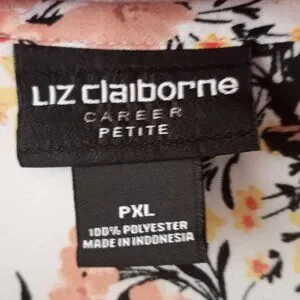 Liz claiborne
CAREER
PETITE
PXL
100% POLYESTER
MADE IN INDONESIA